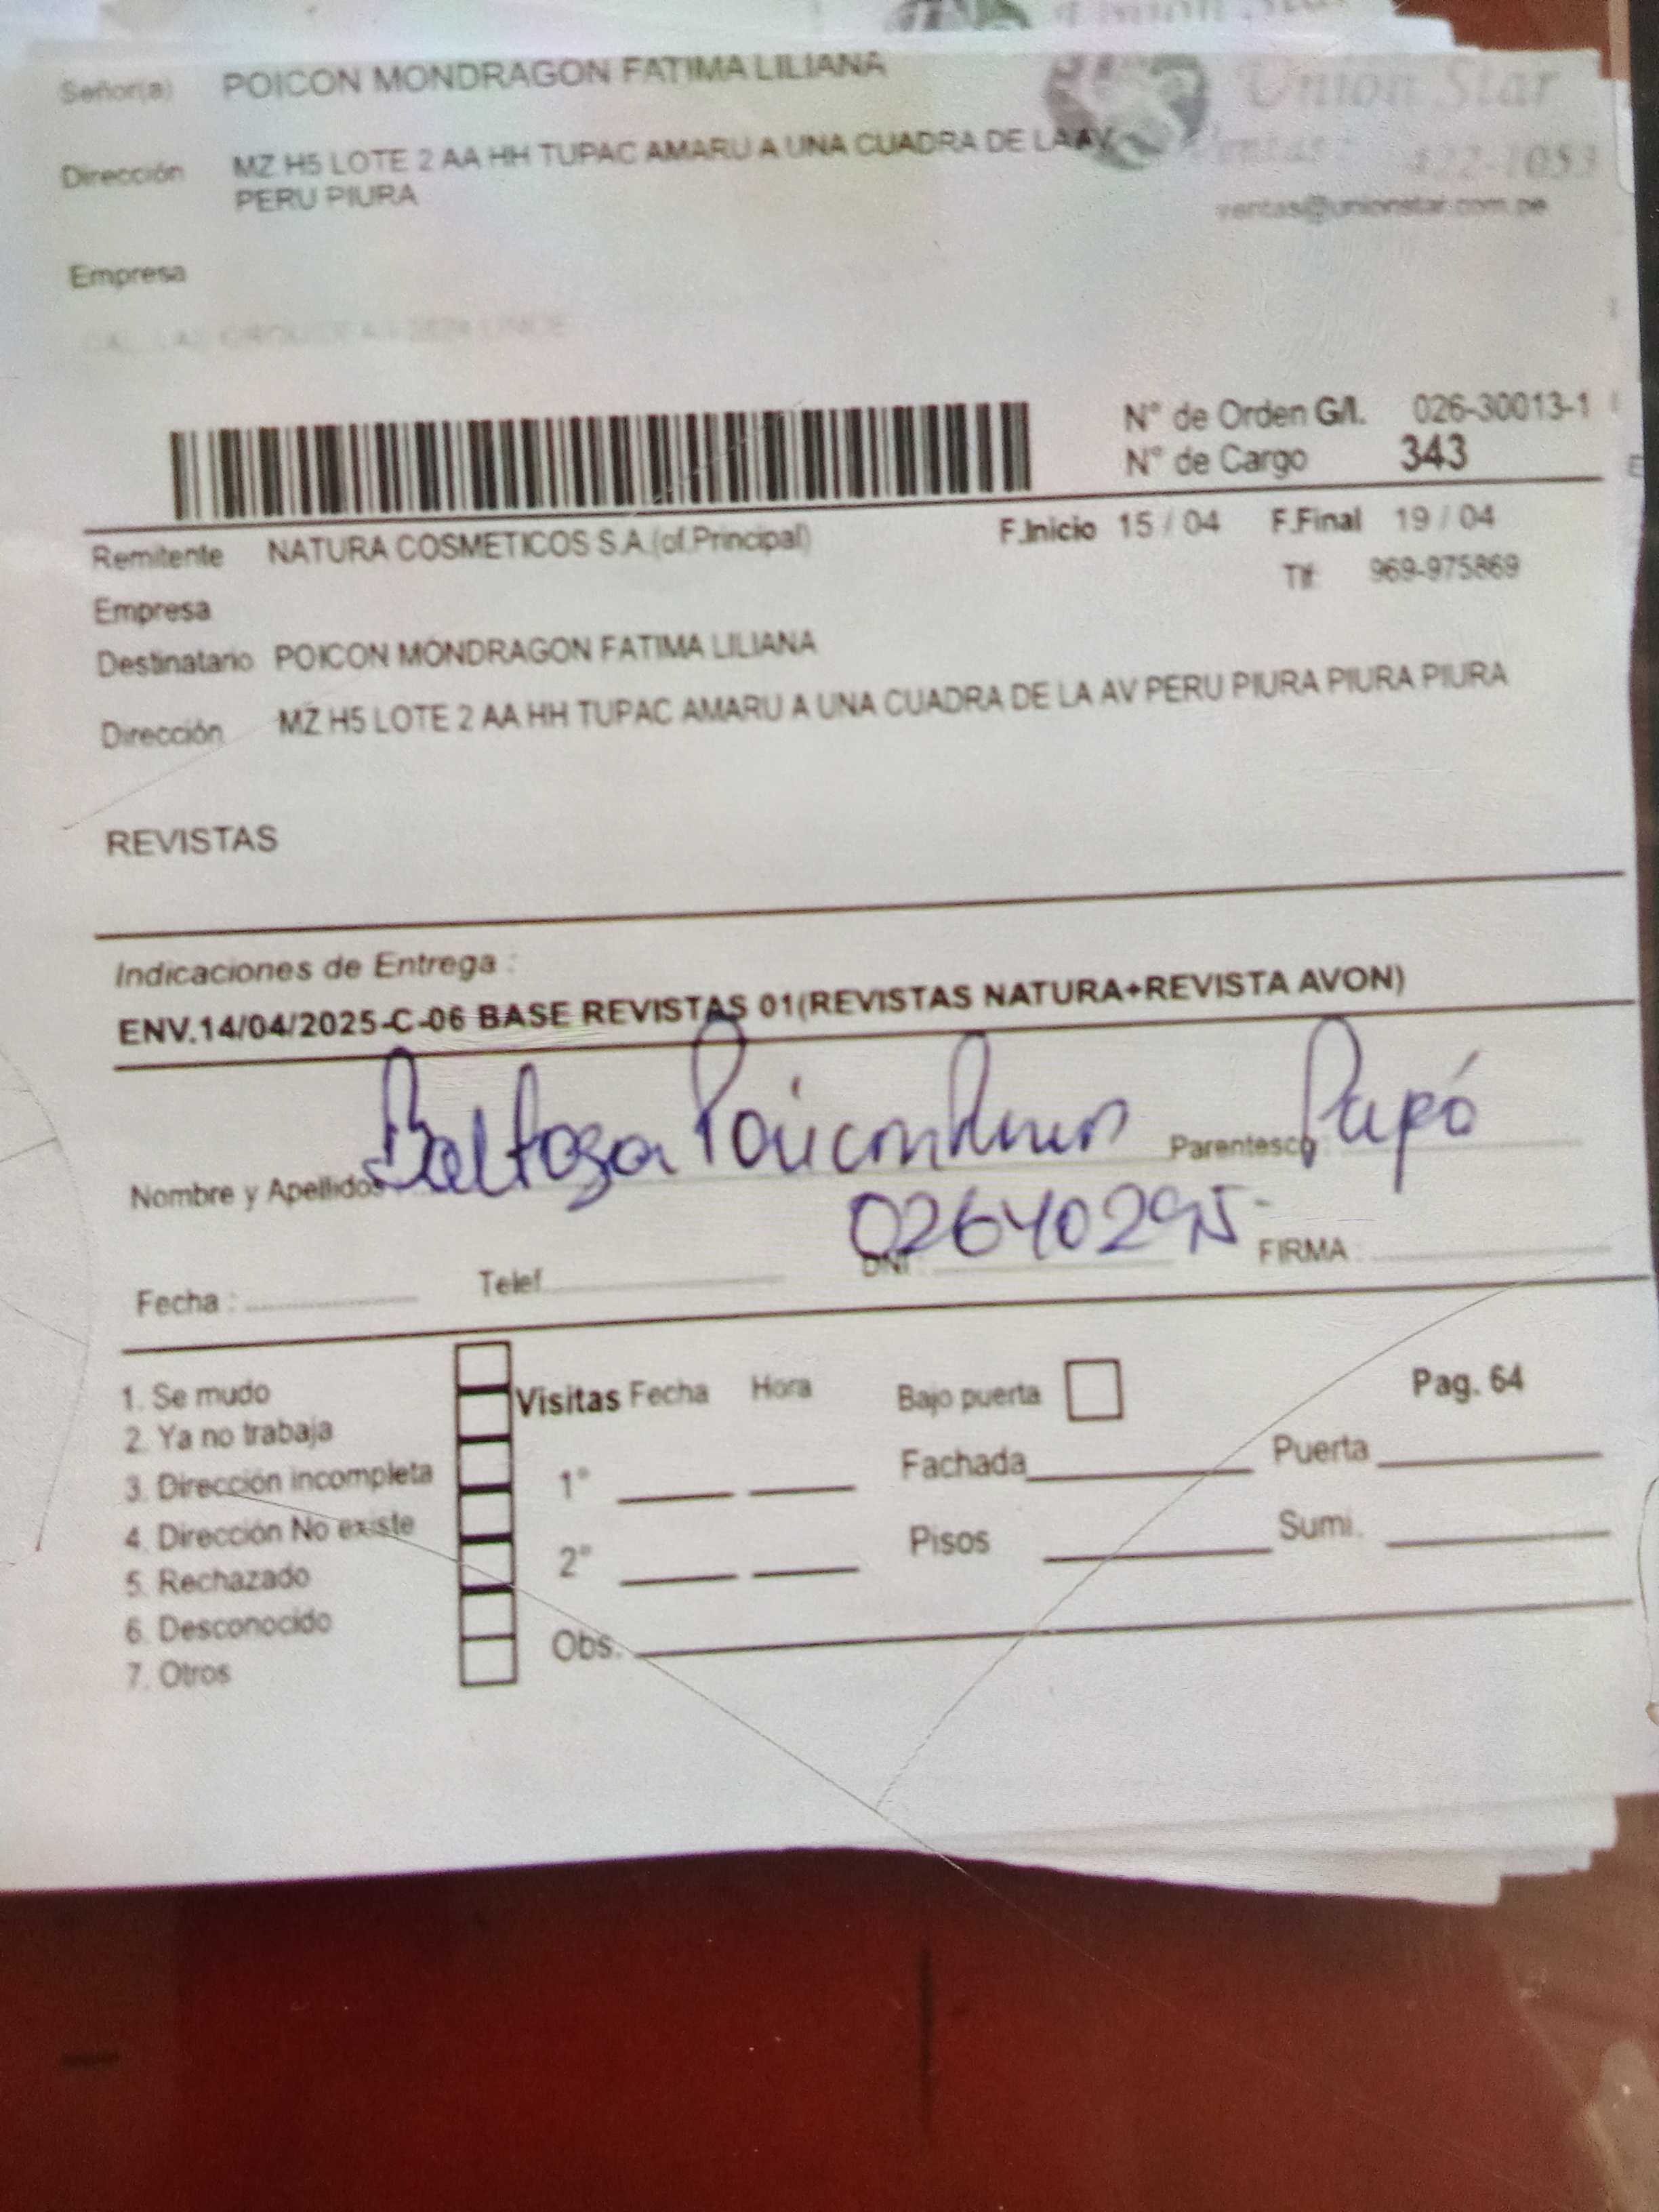 Señor(a) POICON MONDRAGON FATIMA LILIANA
Union Star
Ventas: 422-1053
Dirección MZ H5 LOTE 2 AA HH TUPAC AMARU A UNA CUADRA DE LA AV
PERU PIURA
ventas@unionstar.com.pe
Empresa
N° de Orden G/I. 026-30013-1
N° de Cargo 343
Remitente NATURA COSMETICOS S.A.(of.Principal) F.Inicio 15 / 04 F.Final 19 / 04
Tlf: 969-975869
Empresa
Destinatario POICON MONDRAGON FATIMA LILIANA
Dirección MZ H5 LOTE 2 AA HH TUPAC AMARU A UNA CUADRA DE LA AV PERU PIURA PIURA PIURA
REVISTAS
Indicaciones de Entrega :
ENV.14/04/2025-C-06 BASE REVISTAS 01(REVISTAS NATURA+REVISTA AVON)
Nombre y Apellidos Poicon Parentesco Papá
Fecha : Telef. DNI : 02640295 FIRMA :
1. Se mudo
2. Ya no trabaja
3. Dirección incompleta
4. Dirección No existe
5. Rechazado
6. Desconocido
7. Otros
Visitas Fecha Hora
1°
2°
Obs.
Bajo puerta Pag. 64
Fachada Puerta
Pisos Sumi.